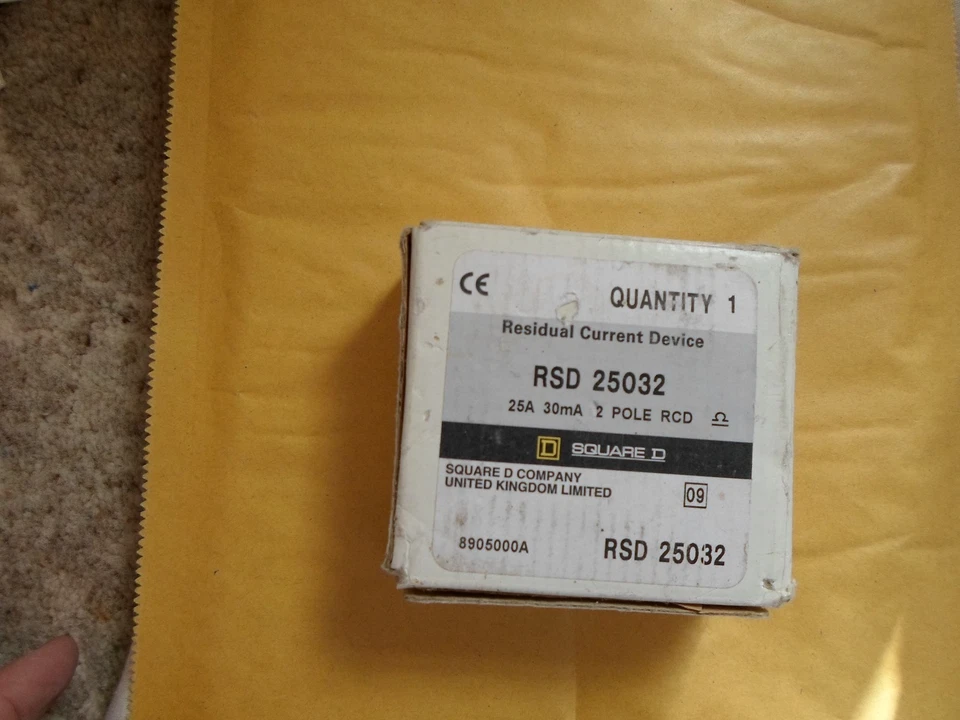 CE
QUANTITY 1
Residual Current Device
RSD 25032
25A 30mA 2 POLE RCD
D SQUARE D
SQUARE D COMPANY
UNITED KINGDOM LIMITED
09
8905000A
RSD 25032